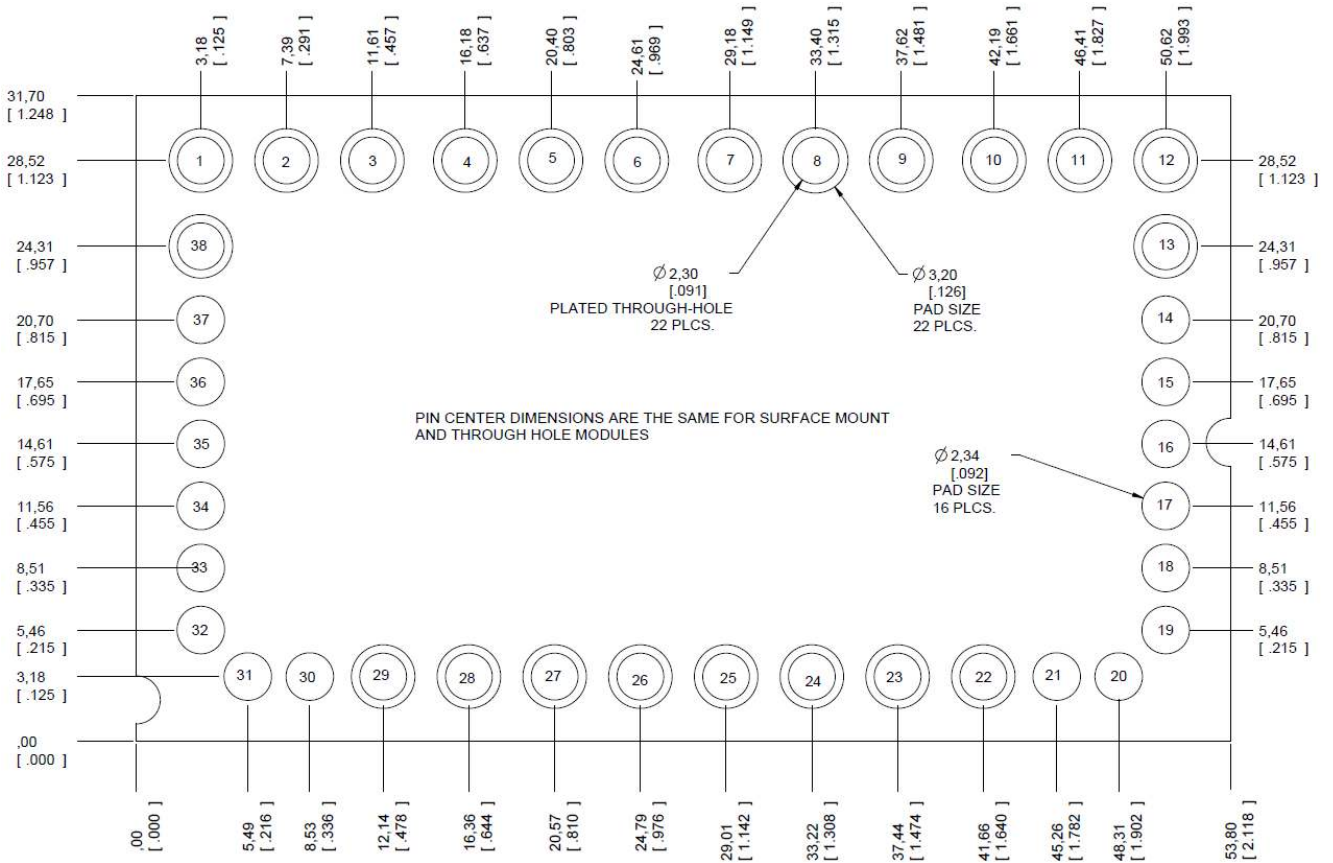 3,18
[ .125 ]
7,39
[ .291 ]
11,61
[ .457 ]
16,18
[ .637 ]
20,40
[ .803 ]
24,61
[ .969 ]
29,18
[ 1.149 ]
33,40
[ 1.315 ]
37,62
[ 1.481 ]
42,19
[ 1.661 ]
46,41
[ 1.827 ]
50,62
[ 1.993 ]
31,70
[ 1.248 ]
28,52
[ 1.123 ]
1
2
3
4
5
6
7
8
9
10
11
12
28,52
[ 1.123 ]
24,31
[ .957 ]
38
13
24,31
[ .957 ]
Ø 2,30
[.091]
PLATED THROUGH-HOLE
22 PLCS.
Ø 3,20
[.126]
PAD SIZE
22 PLCS.
20,70
[ .815 ]
37
14
20,70
[ .815 ]
17,65
[ .695 ]
36
15
17,65
[ .695 ]
PIN CENTER DIMENSIONS ARE THE SAME FOR SURFACE MOUNT
AND THROUGH HOLE MODULES
14,61
[ .575 ]
35
16
14,61
[ .575 ]
Ø 2,34
[.092]
PAD SIZE
16 PLCS.
11,56
[ .455 ]
34
17
11,56
[ .455 ]
8,51
[ .335 ]
33
18
8,51
[ .335 ]
5,46
[ .215 ]
32
19
5,46
[ .215 ]
3,18
[ .125 ]
31
30
29
28
27
26
25
24
23
22
21
20
,00
[ .000 ]
,00
[ .000 ]
5,49
[ .216 ]
8,53
[ .336 ]
12,14
[ .478 ]
16,36
[ .644 ]
20,57
[ .810 ]
24,79
[ .976 ]
29,01
[ 1.142 ]
33,22
[ 1.308 ]
37,44
[ 1.474 ]
41,66
[ 1.640 ]
45,26
[ 1.782 ]
48,31
[ 1.902 ]
53,80
[ 2.118 ]